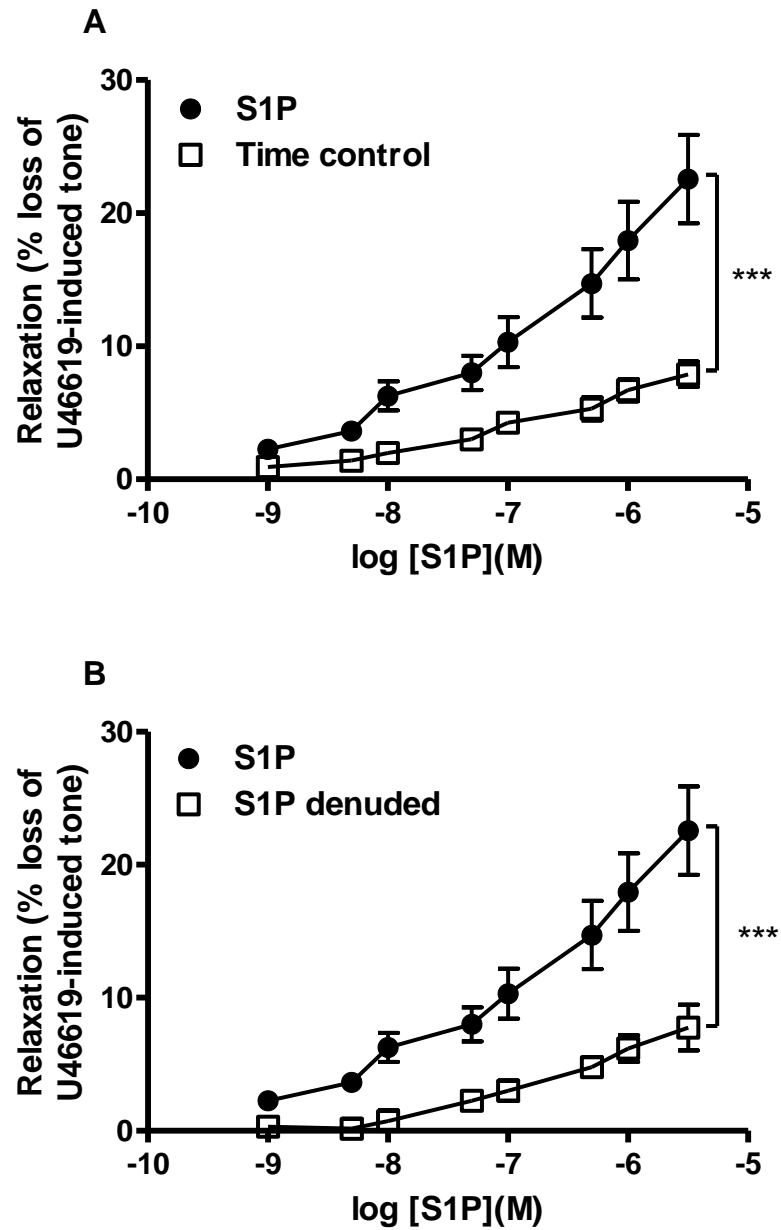 A
Relaxation (% loss of
U46619-induced tone)
30
20
10
0
S1P
Time control
***
-10 -9 -8 -7 -6 -5
log [S1P](M)
B
Relaxation (% loss of
U46619-induced tone)
30
20
10
0
S1P
S1P denuded
***
-10 -9 -8 -7 -6 -5
log [S1P](M)